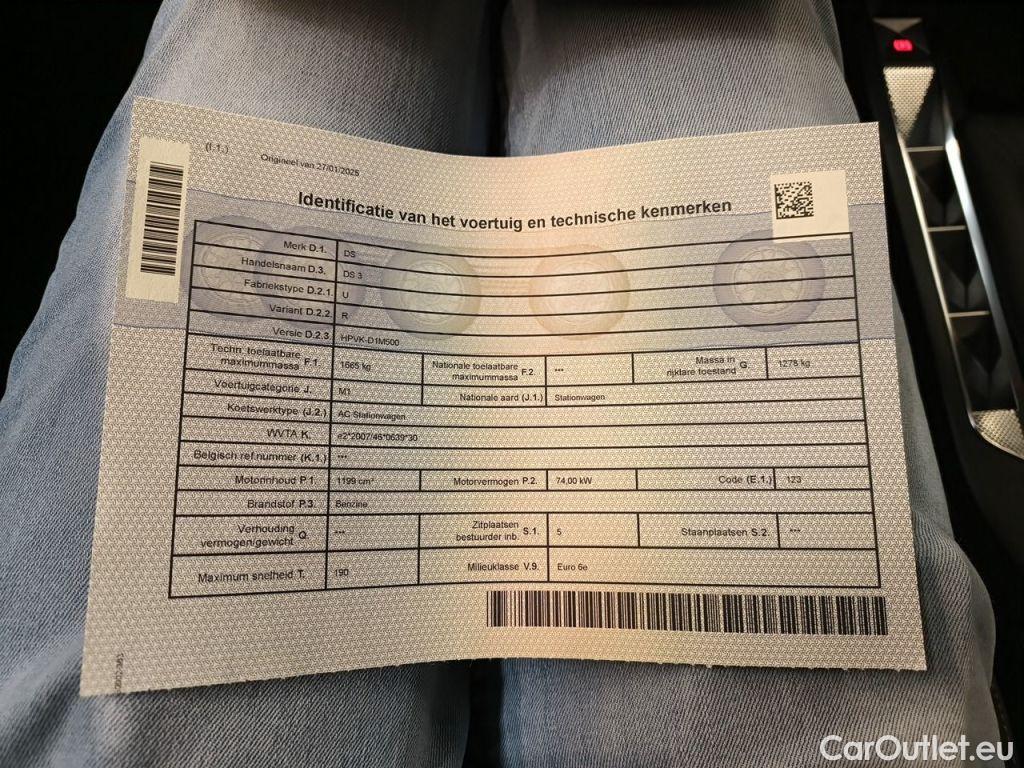 (I.1.)
Origineel van 27/01/2025
Identificatie van het voertuig en technische kenmerken
Merk D.1. DS
Handelsnaam D.3. DS 3
Fabriekstype D.2.1. U
Variant D.2.2. R
Versie D.2.3 HPVK-D1M500
Techn. toelaatbare maximummassa F.1. 1665 kg Nationale toelaatbare maximummassa F.2. --- Massa in rijklare toestand G. 1278 kg
Voertuigcategorie J. M1 Nationale aard (J.1.) Stationwagen
Koetswerktype (J.2.) AC Stationwagen
WVTA K. e2*2007/46*0639*30
Belgisch ref.nummer (K.1.) ---
Motorinhoud P.1. 1199 cm³ Motorvermogen P.2. 74,00 kW Code (E.1.) 123
Brandstof P.3. Benzine
Verhouding vermogen/gewicht Q. --- Zitplaatsen bestuurder inb. S.1. 5 Staanplaatsen S.2. ---
Maximum snelheid T. 190 Milieuklasse V.9. Euro 6e
CarOutlet.eu